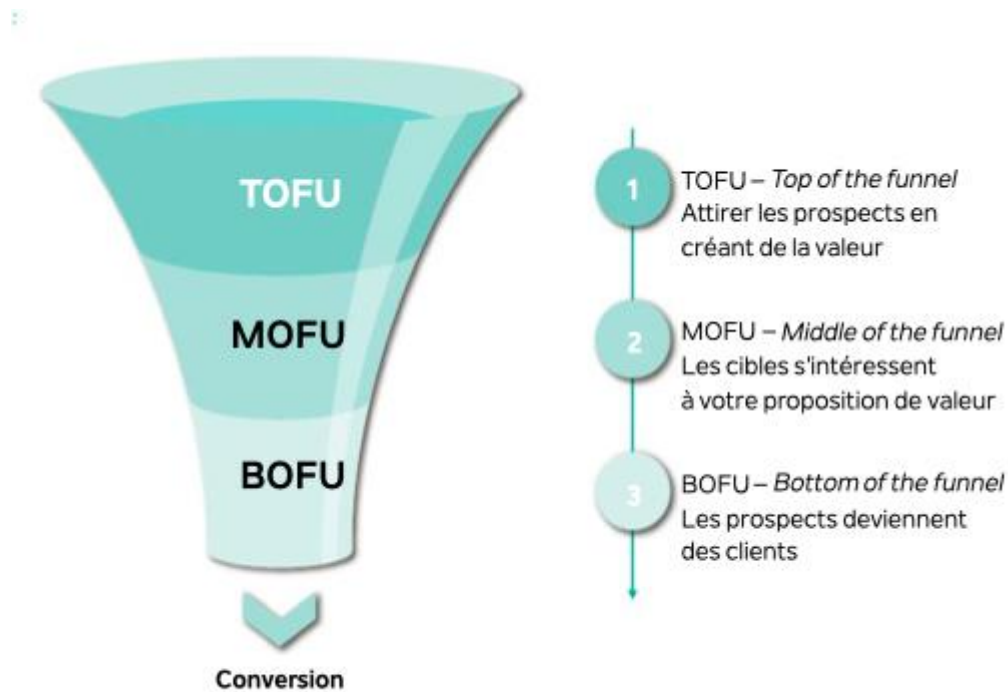 TOFU
MOFU
BOFU
Conversion
1
TOFU – Top of the funnel
Attirer les prospects en
créant de la valeur
2
MOFU – Middle of the funnel
Les cibles s'intéressent
à votre proposition de valeur
3
BOFU – Bottom of the funnel
Les prospects deviennent
des clients